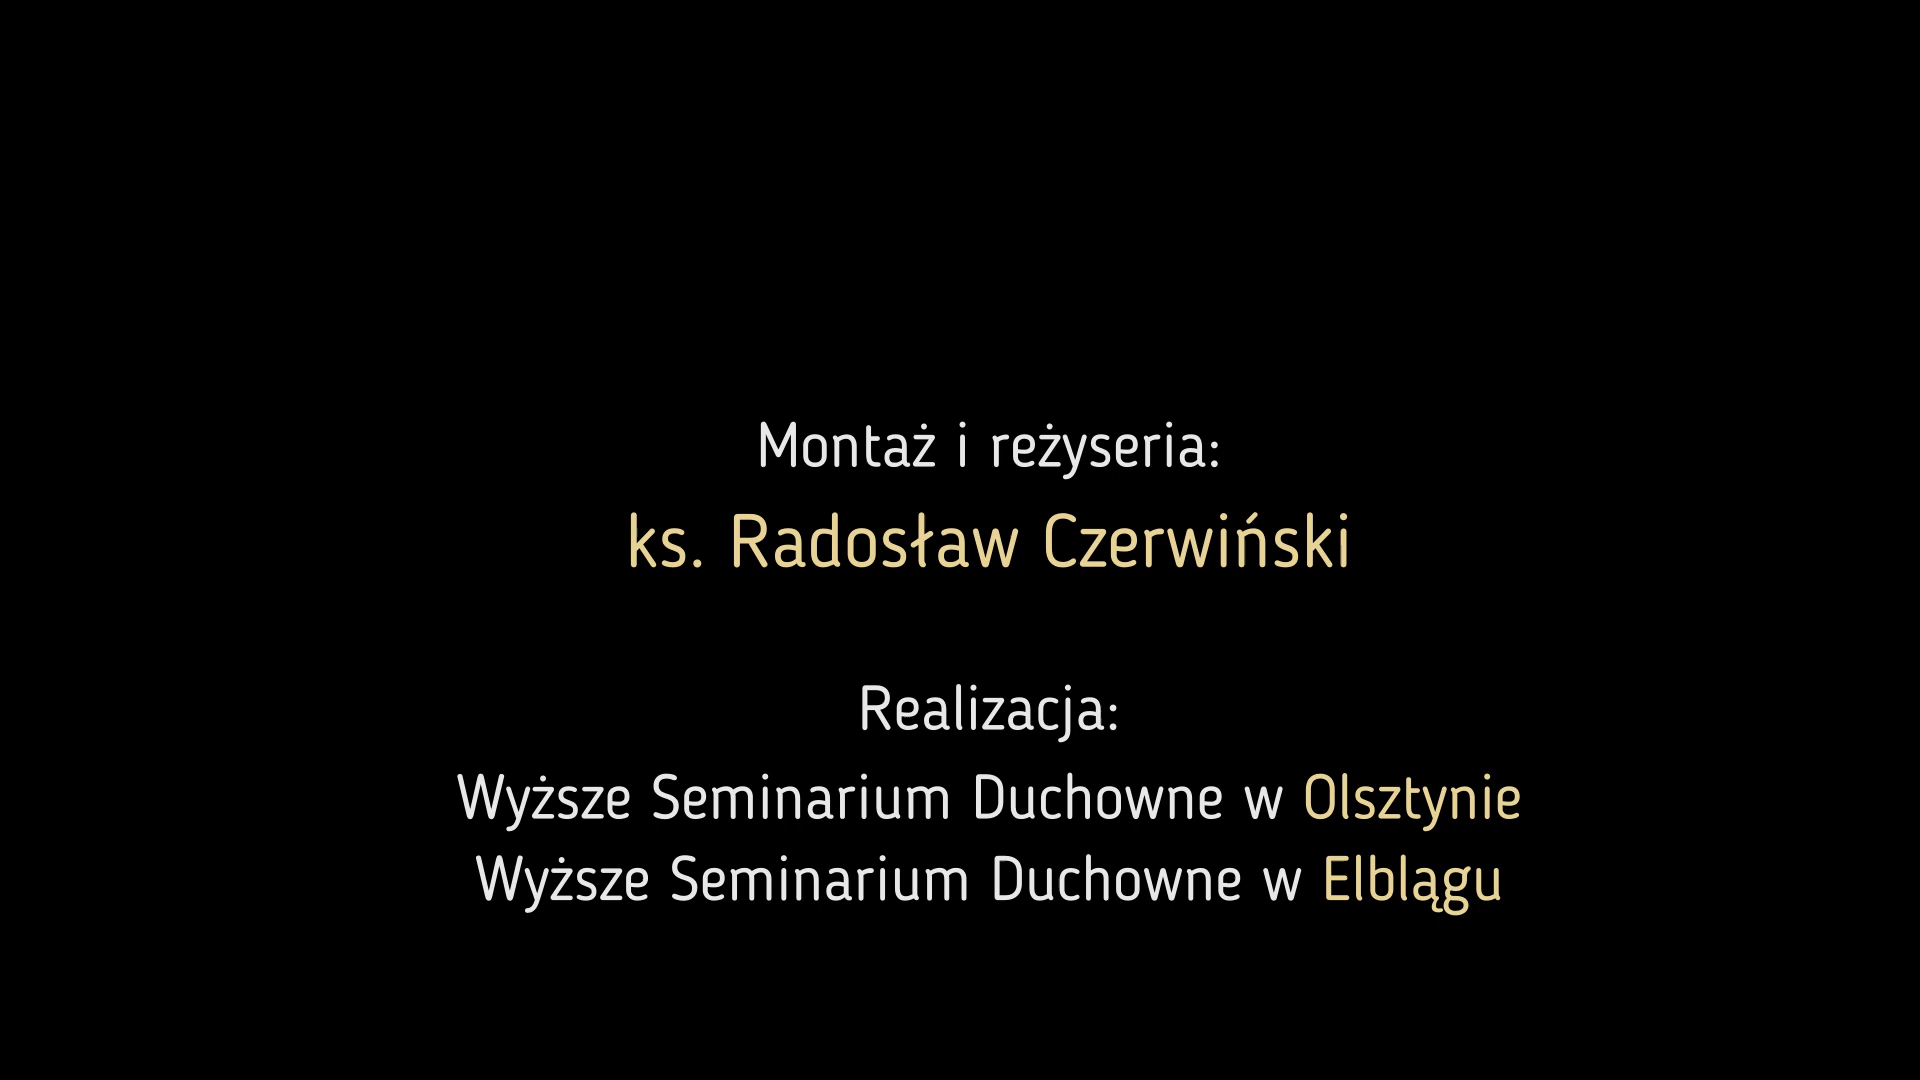 Montaż i reżyseria:
ks. Radosław Czerwiński
Realizacja:
Wyższe Seminarium Duchowne w Olsztynie
Wyższe Seminarium Duchowne w Elblągu